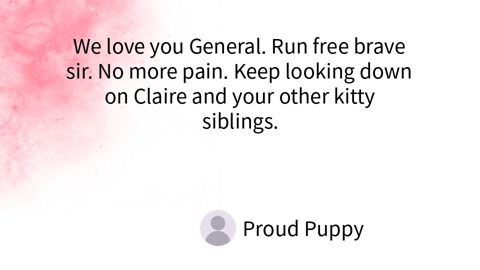 We love you General. Run free brave
sir. No more pain. Keep looking down
on Claire and your other kitty
siblings.
Proud Puppy